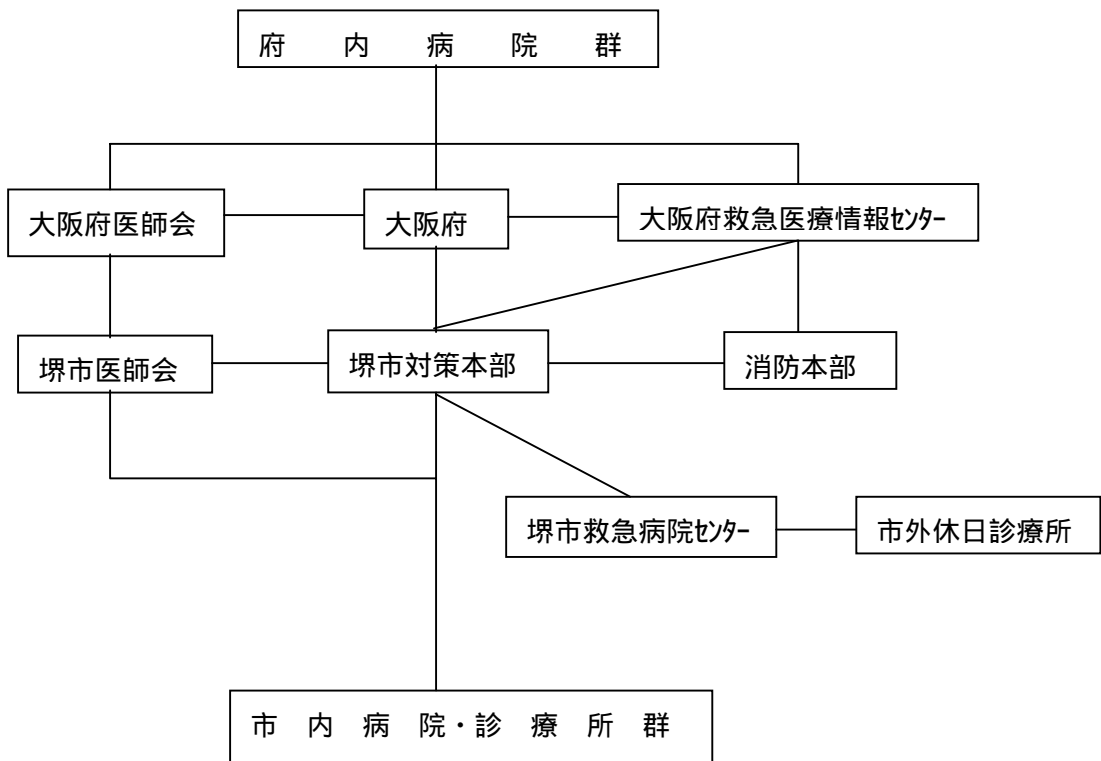 府　内　病　院　群
大阪府医師会
大阪府
大阪府救急医療情報ｾﾝﾀｰ
堺市医師会
堺市対策本部
消防本部
堺市救急病院ｾﾝﾀｰ
市外休日診療所
市　内　病　院・診　療　所　群